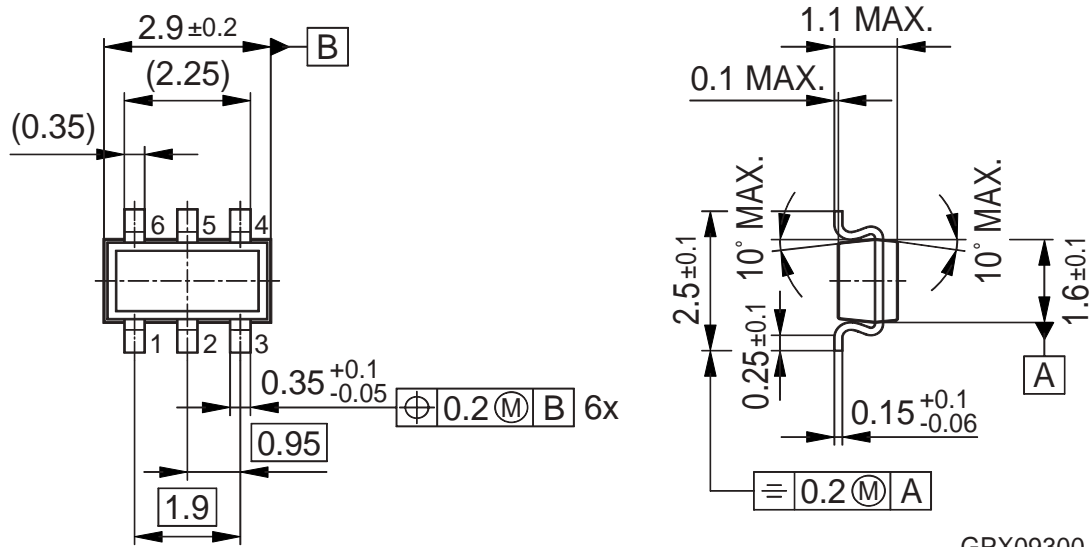 2.9 ±0.2
B
(2.25)
(0.35)
6 5 4
1 2 3
0.35 +0.1 -0.05
⌖ 0.2 Ⓜ B 6x
0.95
1.9
1.1 MAX.
0.1 MAX.
10° MAX.
10° MAX.
2.5±0.1
0.25±0.1
1.6±0.1
A
0.15 +0.1 -0.06
⌯ 0.2 Ⓜ A